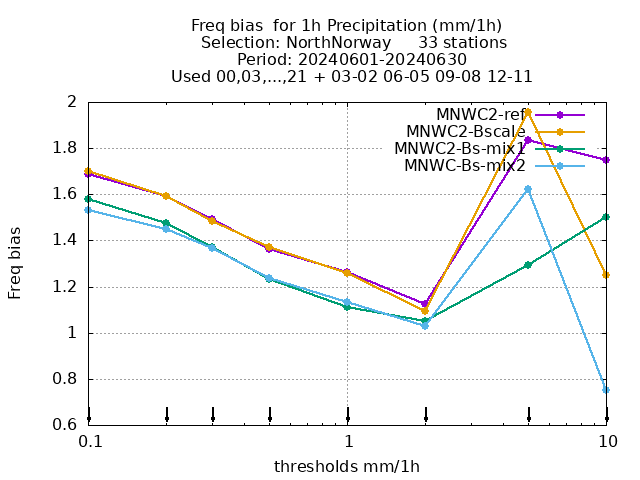 Freq bias  for 1h Precipitation (mm/1h)
Selection: NorthNorway     33 stations
Period: 20240601-20240630
Used 00,03,...,21 + 03-02 06-05 09-08 12-11
MNWC2-ref
MNWC2-Bscale
MNWC2-Bs-mix1
MNWC-Bs-mix2
Freq bias
2
1.8
1.6
1.4
1.2
1
0.8
0.6
0.1 1 10
thresholds mm/1h